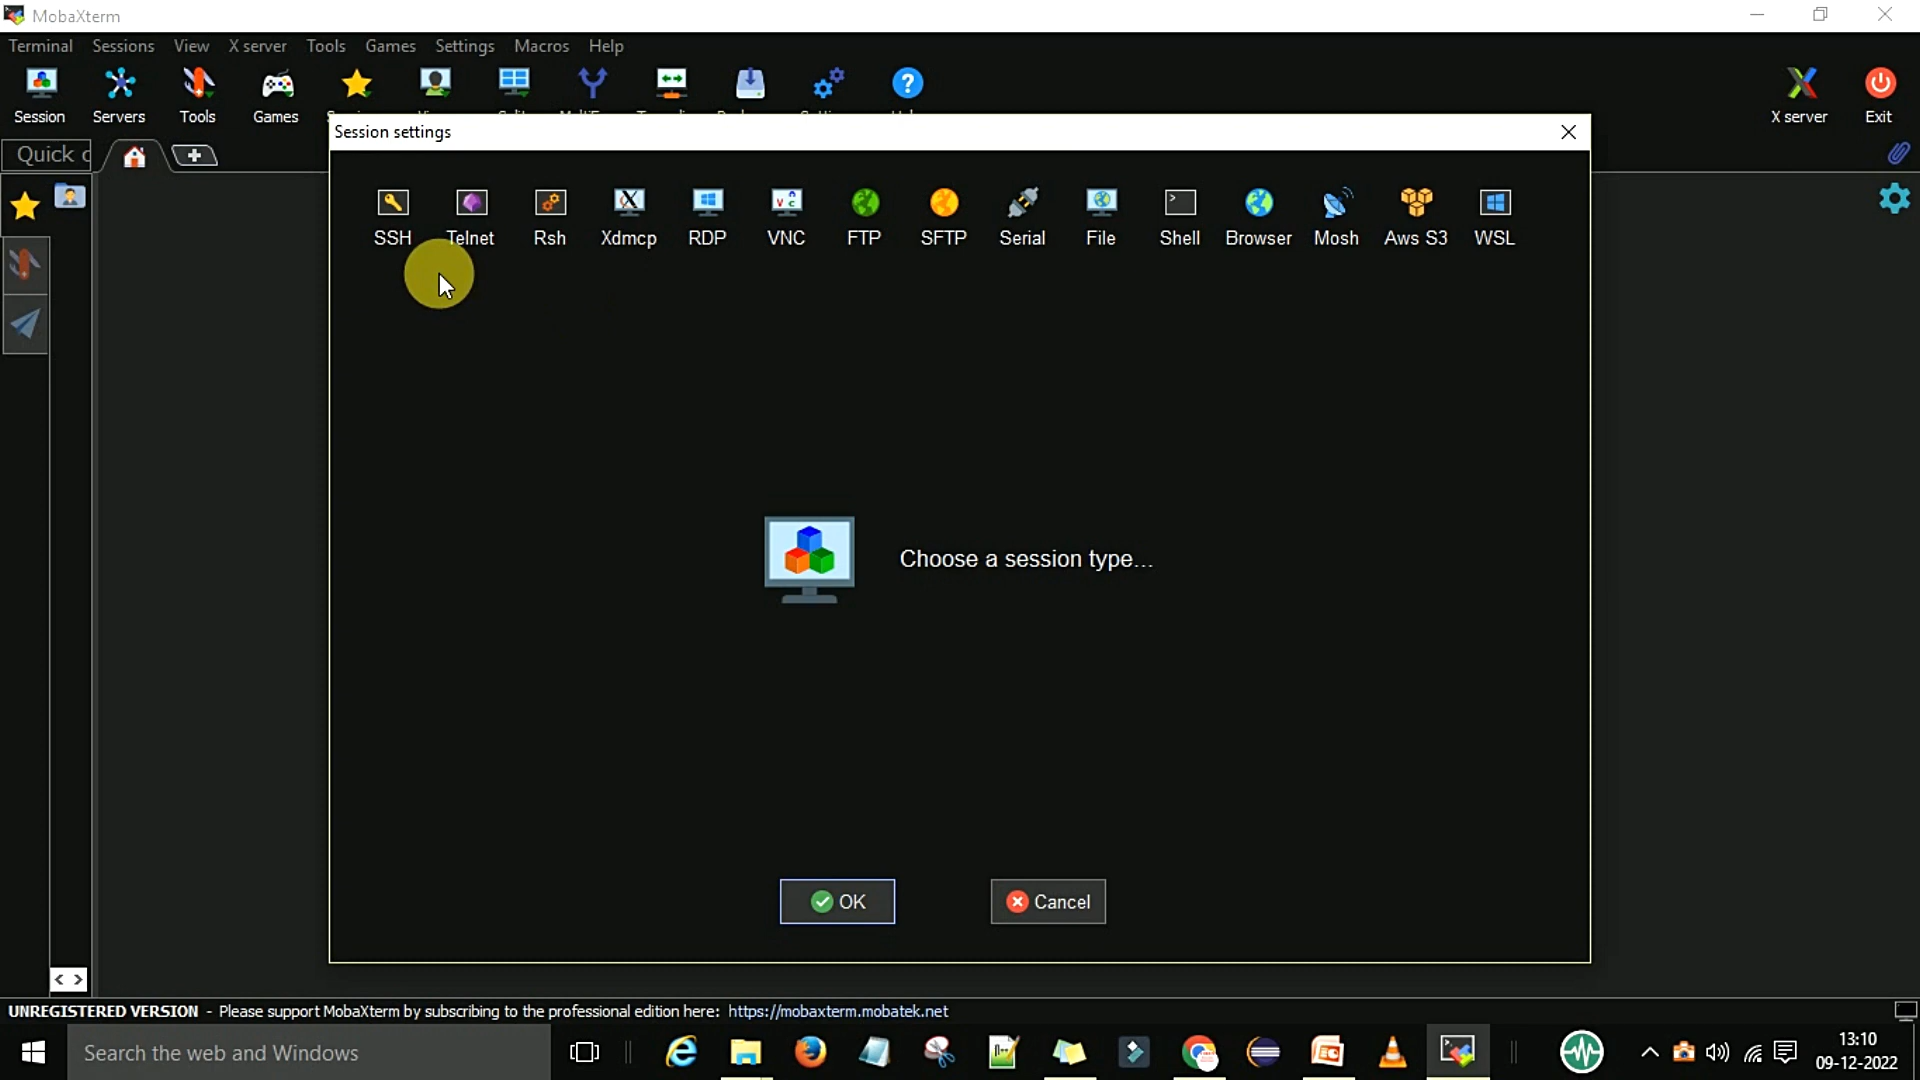 MobaXterm
Terminal Sessions View X server Tools Games Settings Macros Help
Session Servers Tools Games X server Exit
Quick c
Session settings
SSH Telnet Rsh Xdmcp RDP VNC FTP SFTP Serial File Shell Browser Mosh Aws S3 WSL
Choose a session type...
OK Cancel
UNREGISTERED VERSION - Please support MobaXterm by subscribing to the professional edition here: https://mobaxterm.mobatek.net
Search the web and Windows
13:10
09-12-2022